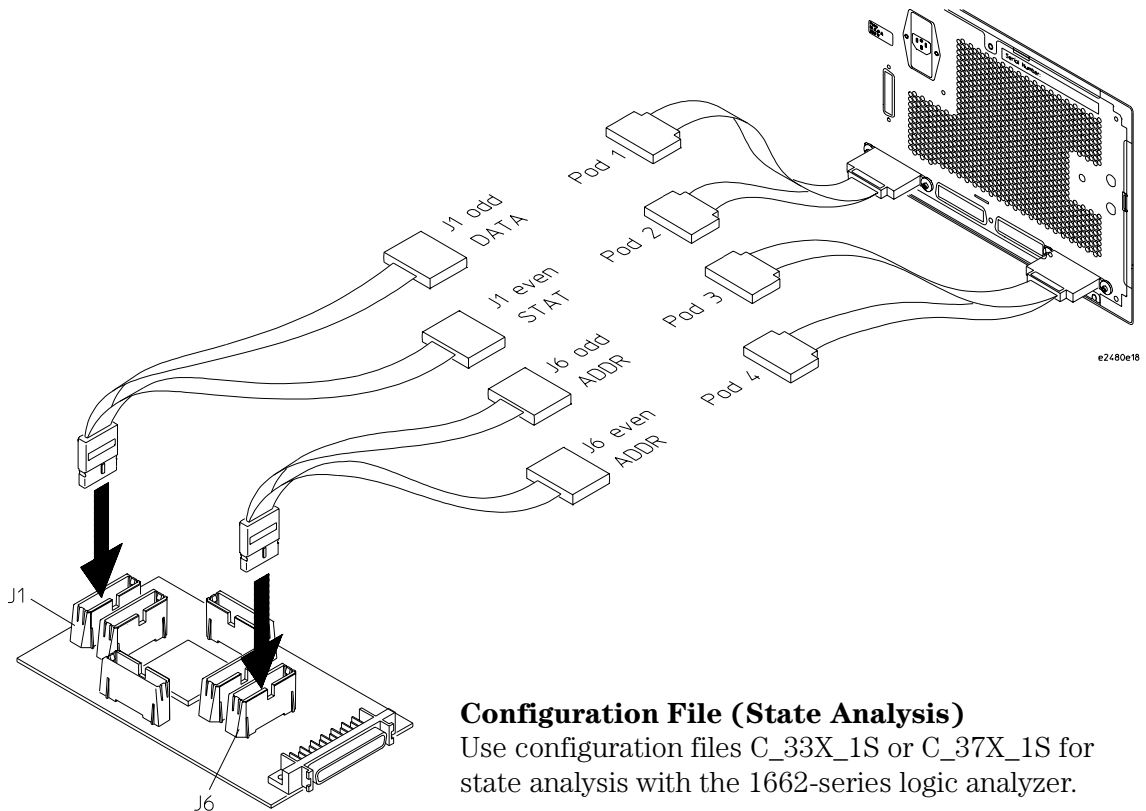 Serial Number
Pod 1
J1 odd
DATA
Pod 2
J1 even
STAT
Pod 3
J6 odd
ADDR
Pod 4
e2480e18
J6 even
ADDR
J1
J6
Configuration File (State Analysis)
Use configuration files C_33X_1S or C_37X_1S for
state analysis with the 1662-series logic analyzer.